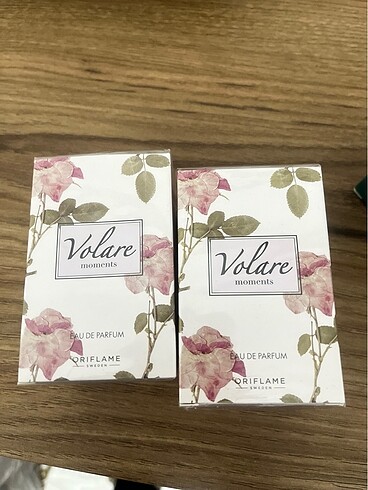 Volare
moments
EAU DE PARFUM
ORIFLAME
SWEDEN
Volare
moments
EAU DE PARFUM
ORIFLAME
SWEDEN